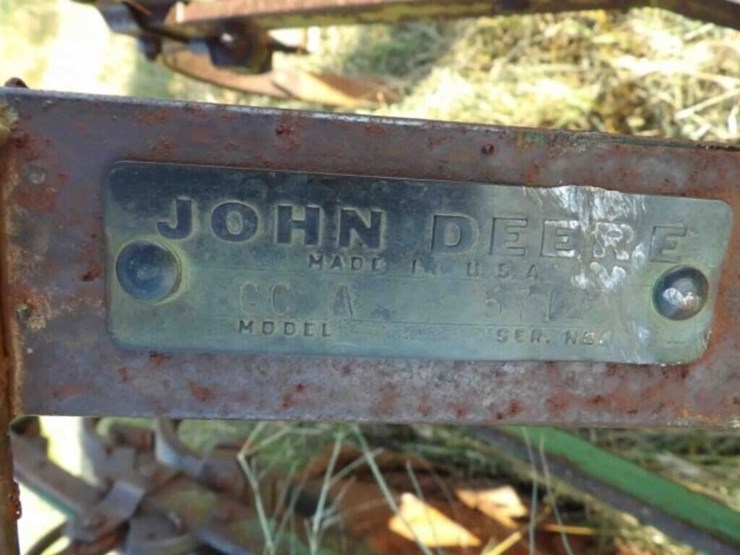 JOHN DEERE
MADE IN U.S.A.
CC A
MODEL SER. NO.